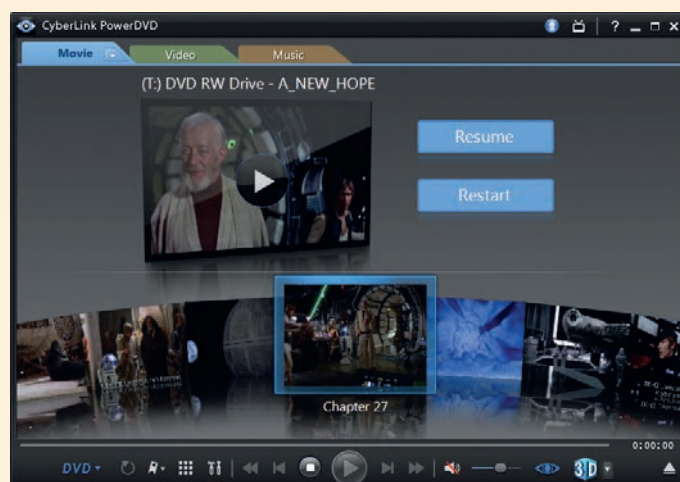 CyberLink PowerDVD
?
Movie
Video
Music
(T:) DVD RW Drive - A_NEW_HOPE
Resume
Restart
Chapter 27
0:00:00
DVD
3D